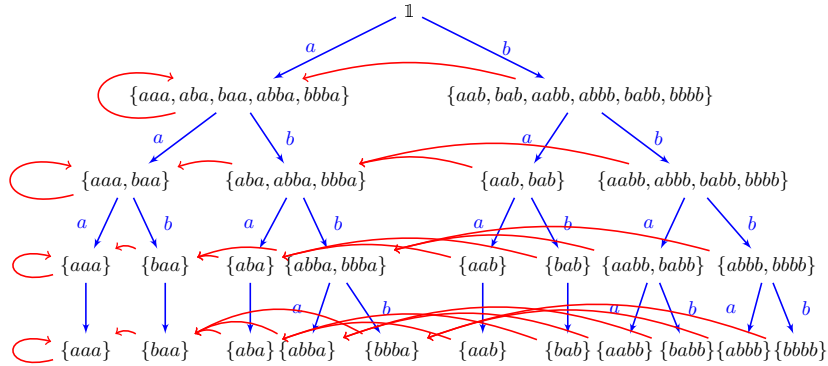 𝟙
a b
{aaa, aba, baa, abba, bbba} {aab, bab, aabb, abbb, babb, bbbb}
a b a b
{aaa, baa} {aba, abba, bbba} {aab, bab} {aabb, abbb, babb, bbbb}
a b a b a b a b
{aaa} {baa} {aba} {abba, bbba} {aab} {bab} {aabb, babb} {abbb, bbbb}
a b a b a b
{aaa} {baa} {aba} {abba} {bbba} {aab} {bab} {aabb} {babb} {abbb} {bbbb}